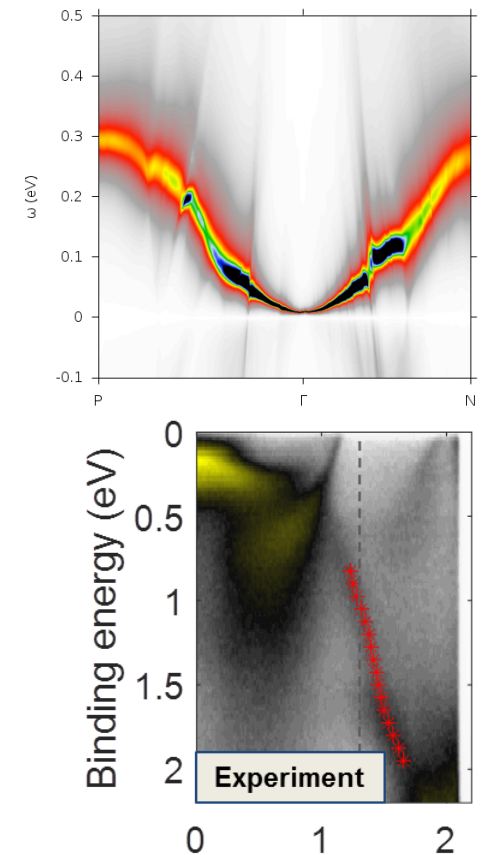 0.5
0.4
0.3
ω (eV)
0.2
0.1
0
-0.1
P Γ N
0
0.5
Binding energy (eV)
1
1.5
2
Experiment
0 1 2